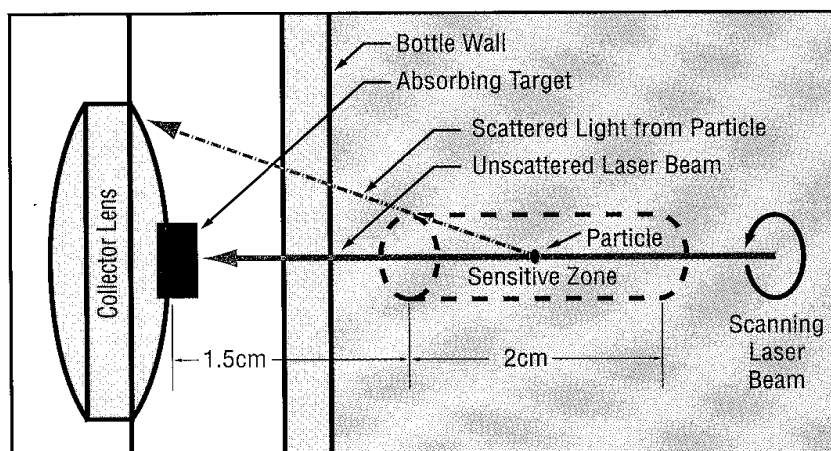 Bottle Wall
Absorbing Target
Scattered Light from Particle
Unscattered Laser Beam
Collector Lens
Particle
Sensitive Zone
1.5cm
2cm
Scanning
Laser
Beam